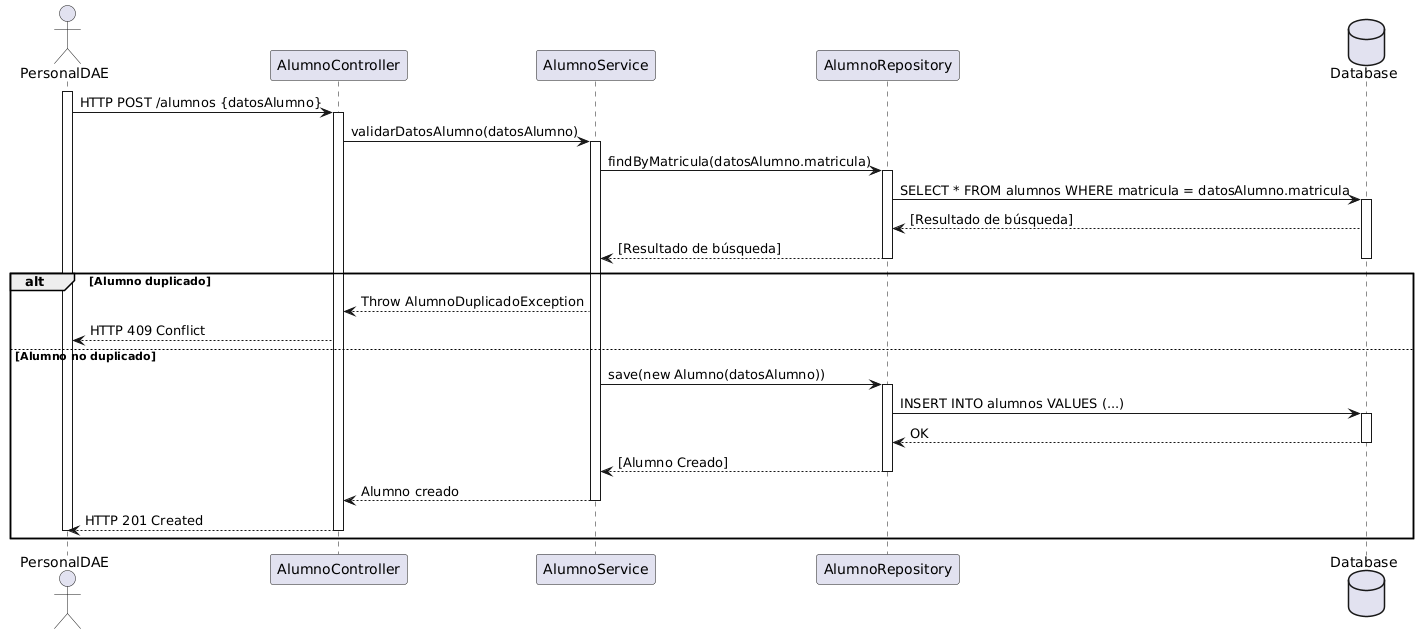 PersonalDAE
AlumnoController
AlumnoService
AlumnoRepository
Database
HTTP POST /alumnos {datosAlumno}
validarDatosAlumno(datosAlumno)
findByMatricula(datosAlumno.matricula)
SELECT * FROM alumnos WHERE matricula = datosAlumno.matricula
[Resultado de búsqueda]
[Resultado de búsqueda]
alt [Alumno duplicado]
Throw AlumnoDuplicadoException
HTTP 409 Conflict
[Alumno no duplicado]
save(new Alumno(datosAlumno))
INSERT INTO alumnos VALUES (...)
OK
[Alumno Creado]
Alumno creado
HTTP 201 Created
PersonalDAE
AlumnoController
AlumnoService
AlumnoRepository
Database